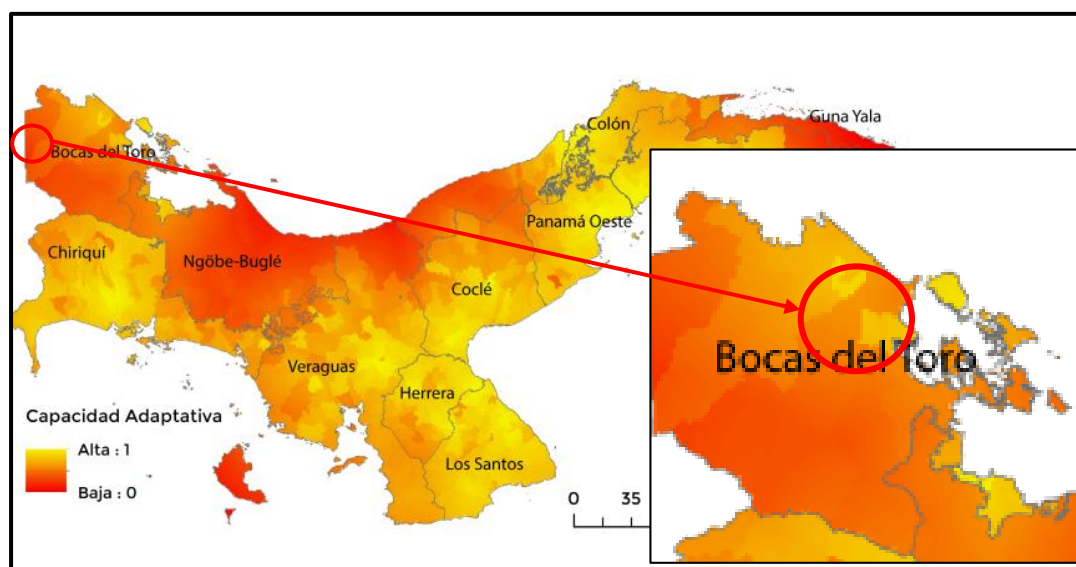 Guna Yala
Colón
Bocas del Toro
Panamá Oeste
Chiriquí
Ngöbe-Buglé
Coclé
Veraguas
Herrera
Los Santos
Capacidad Adaptativa
Alta : 1
Baja : 0
0 35
Bocas del Toro